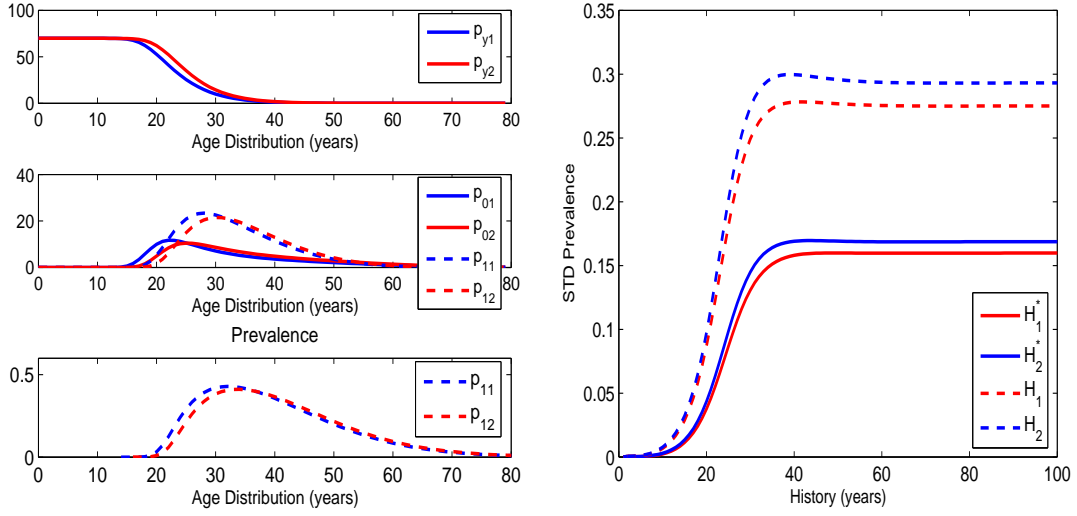 100
50
0
0 10 20 30 40 50 60 70 80
Age Distribution (years)
p_y1
p_y2
40
20
0
0 10 20 30 40 50 60
Age Distribution (years)
p_01
p_02
p_11
p_12
Prevalence
0.5
0
0 10 20 30 40 50 60 70 80
Age Distribution (years)
p_11
p_12
STD Prevalence
0.35
0.3
0.25
0.2
0.15
0.1
0.05
0
0 20 40 60 80 100
History (years)
H_1^*
H_2^*
H_1
H_2